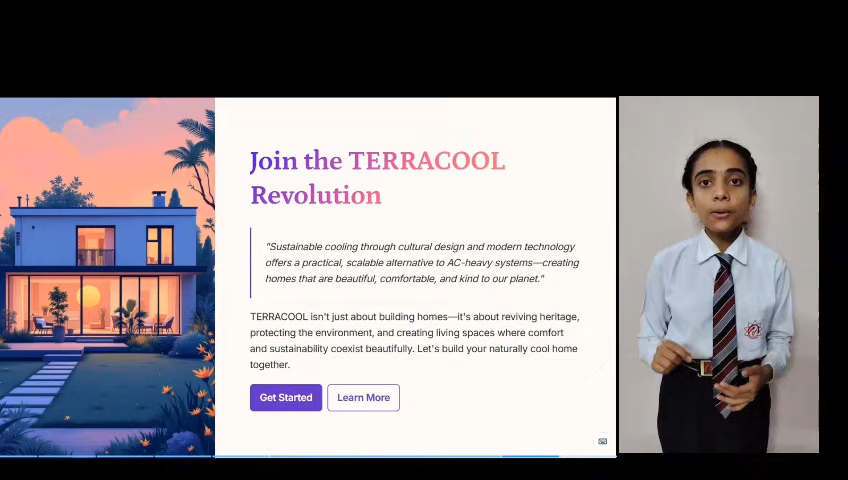 Join the TERRACOOL
Revolution
"Sustainable cooling through cultural design and modern technology
offers a practical, scalable alternative to AC-heavy systems—creating
homes that are beautiful, comfortable, and kind to our planet."
TERRACOOL isn't just about building homes—it's about reviving heritage,
protecting the environment, and creating living spaces where comfort
and sustainability coexist beautifully. Let's build your naturally cool home
together.
Get Started
Learn More